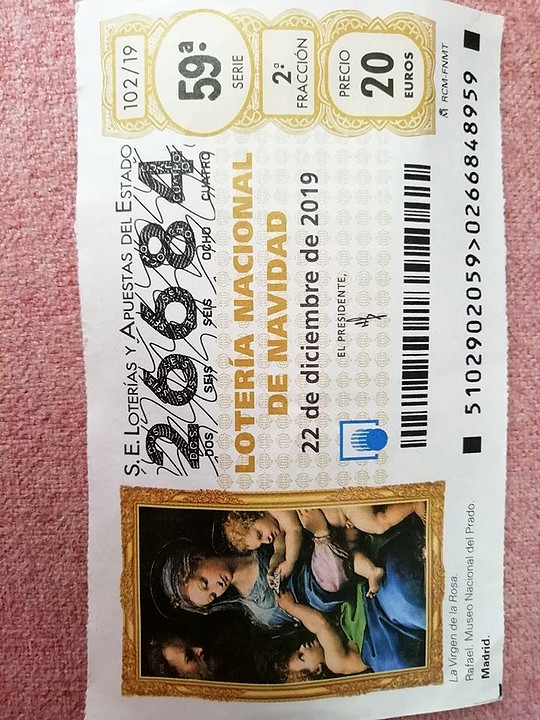 102/19
59ª
SERIE
2ª
FRACCIÓN
PRECIO
20
EUROS
RCM-FNMT
S. E. LOTERÍAS Y APUESTAS DEL ESTADO
26684
DOS SEIS SEIS OCHO CUATRO
LOTERÍA NACIONAL
DE NAVIDAD
22 de diciembre de 2019
EL PRESIDENTE,
5102902059>0266848959
La Virgen de la Rosa.
Rafael. Museo Nacional del Prado.
Madrid.